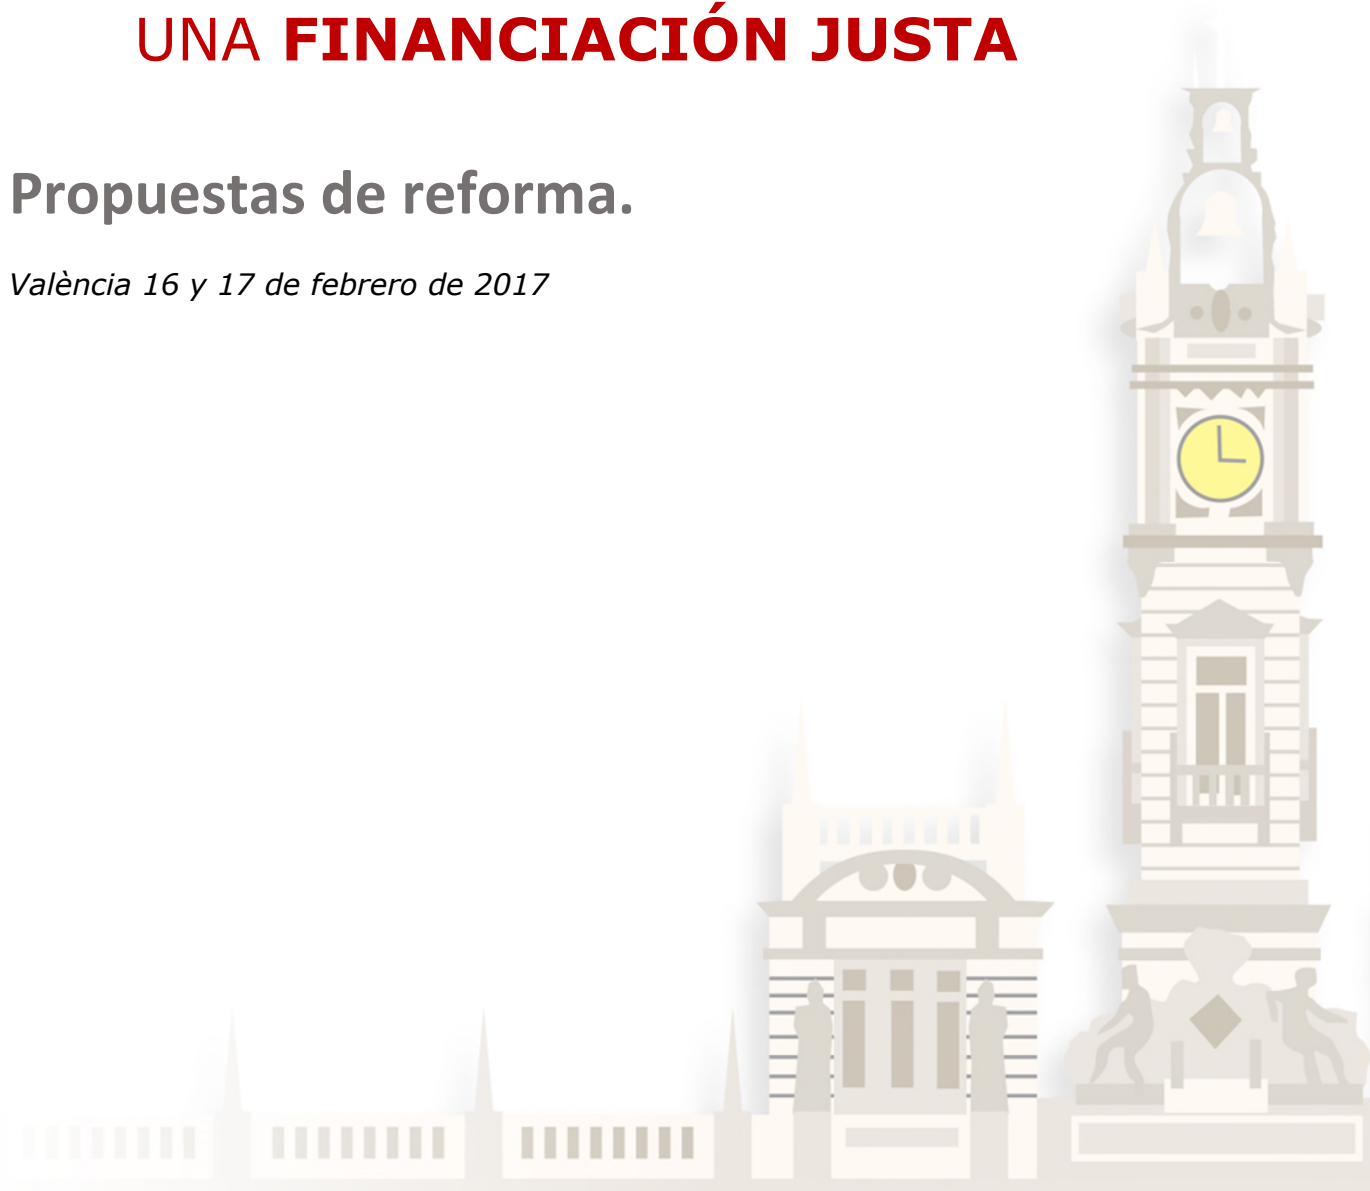 UNA FINANCIACIÓN JUSTA
Propuestas de reforma.
València 16 y 17 de febrero de 2017